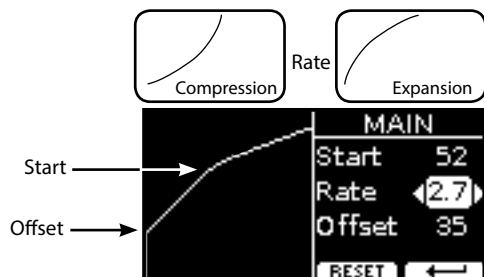 Compression
Rate
Expansion
MAIN
Start
Start 52
Rate 2.7
Offset
Offset 35
RESET